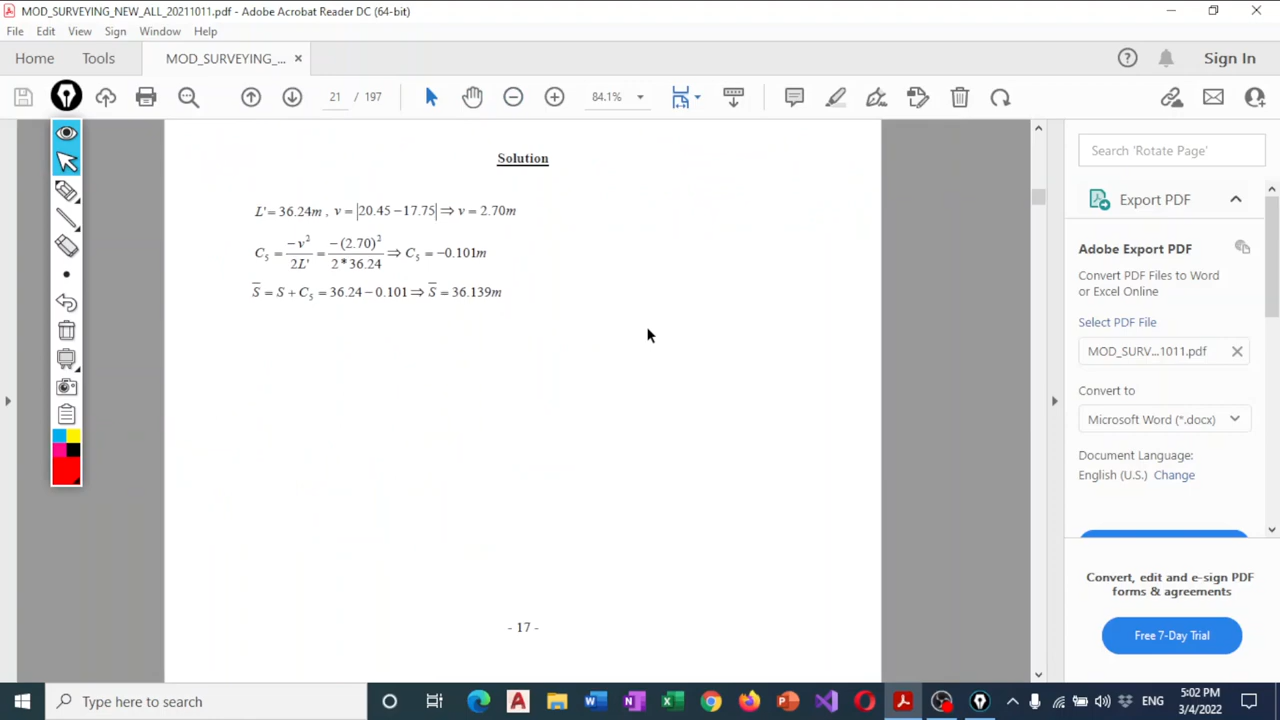 MOD_SURVEYING_NEW_ALL_20211011.pdf - Adobe Acrobat Reader DC (64-bit)
File Edit View Sign Window Help
Home Tools MOD_SURVEYING_... × Sign In
21 / 197 84.1%
Solution
L'= 36.24m , v = |20.45 − 17.75| ⇒ v = 2.70m
C₅ = −v² / 2L' = −(2.70)² / 2*36.24 ⇒ C₅ = −0.101m
S̅ = S + C₅ = 36.24 − 0.101 ⇒ S̅ = 36.139m
- 17 -
Search 'Rotate Page'
Export PDF
Adobe Export PDF
Convert PDF Files to Word
or Excel Online
Select PDF File
MOD_SURV...1011.pdf
Convert to
Microsoft Word (*.docx)
Document Language:
English (U.S.) Change
Convert, edit and e-sign PDF
forms & agreements
Free 7-Day Trial
Type here to search
ENG
5:02 PM
3/4/2022